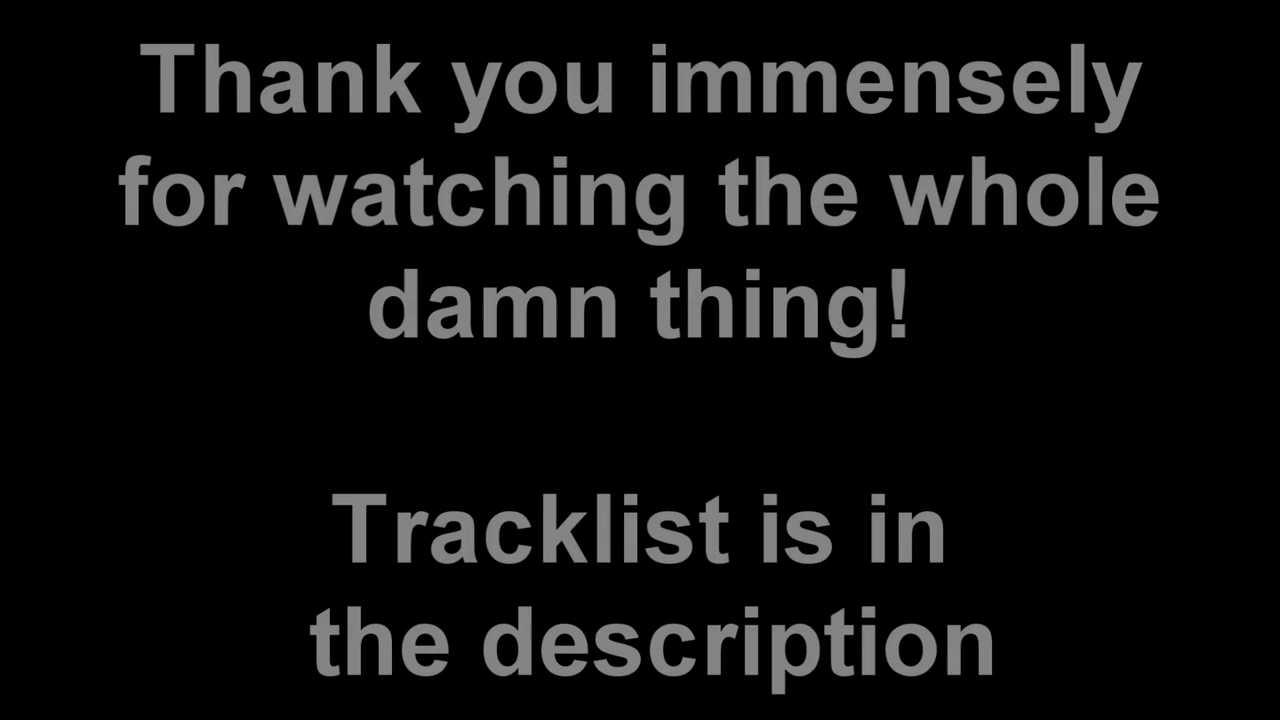 Thank you immensely
for watching the whole
damn thing!
Tracklist is in
the description